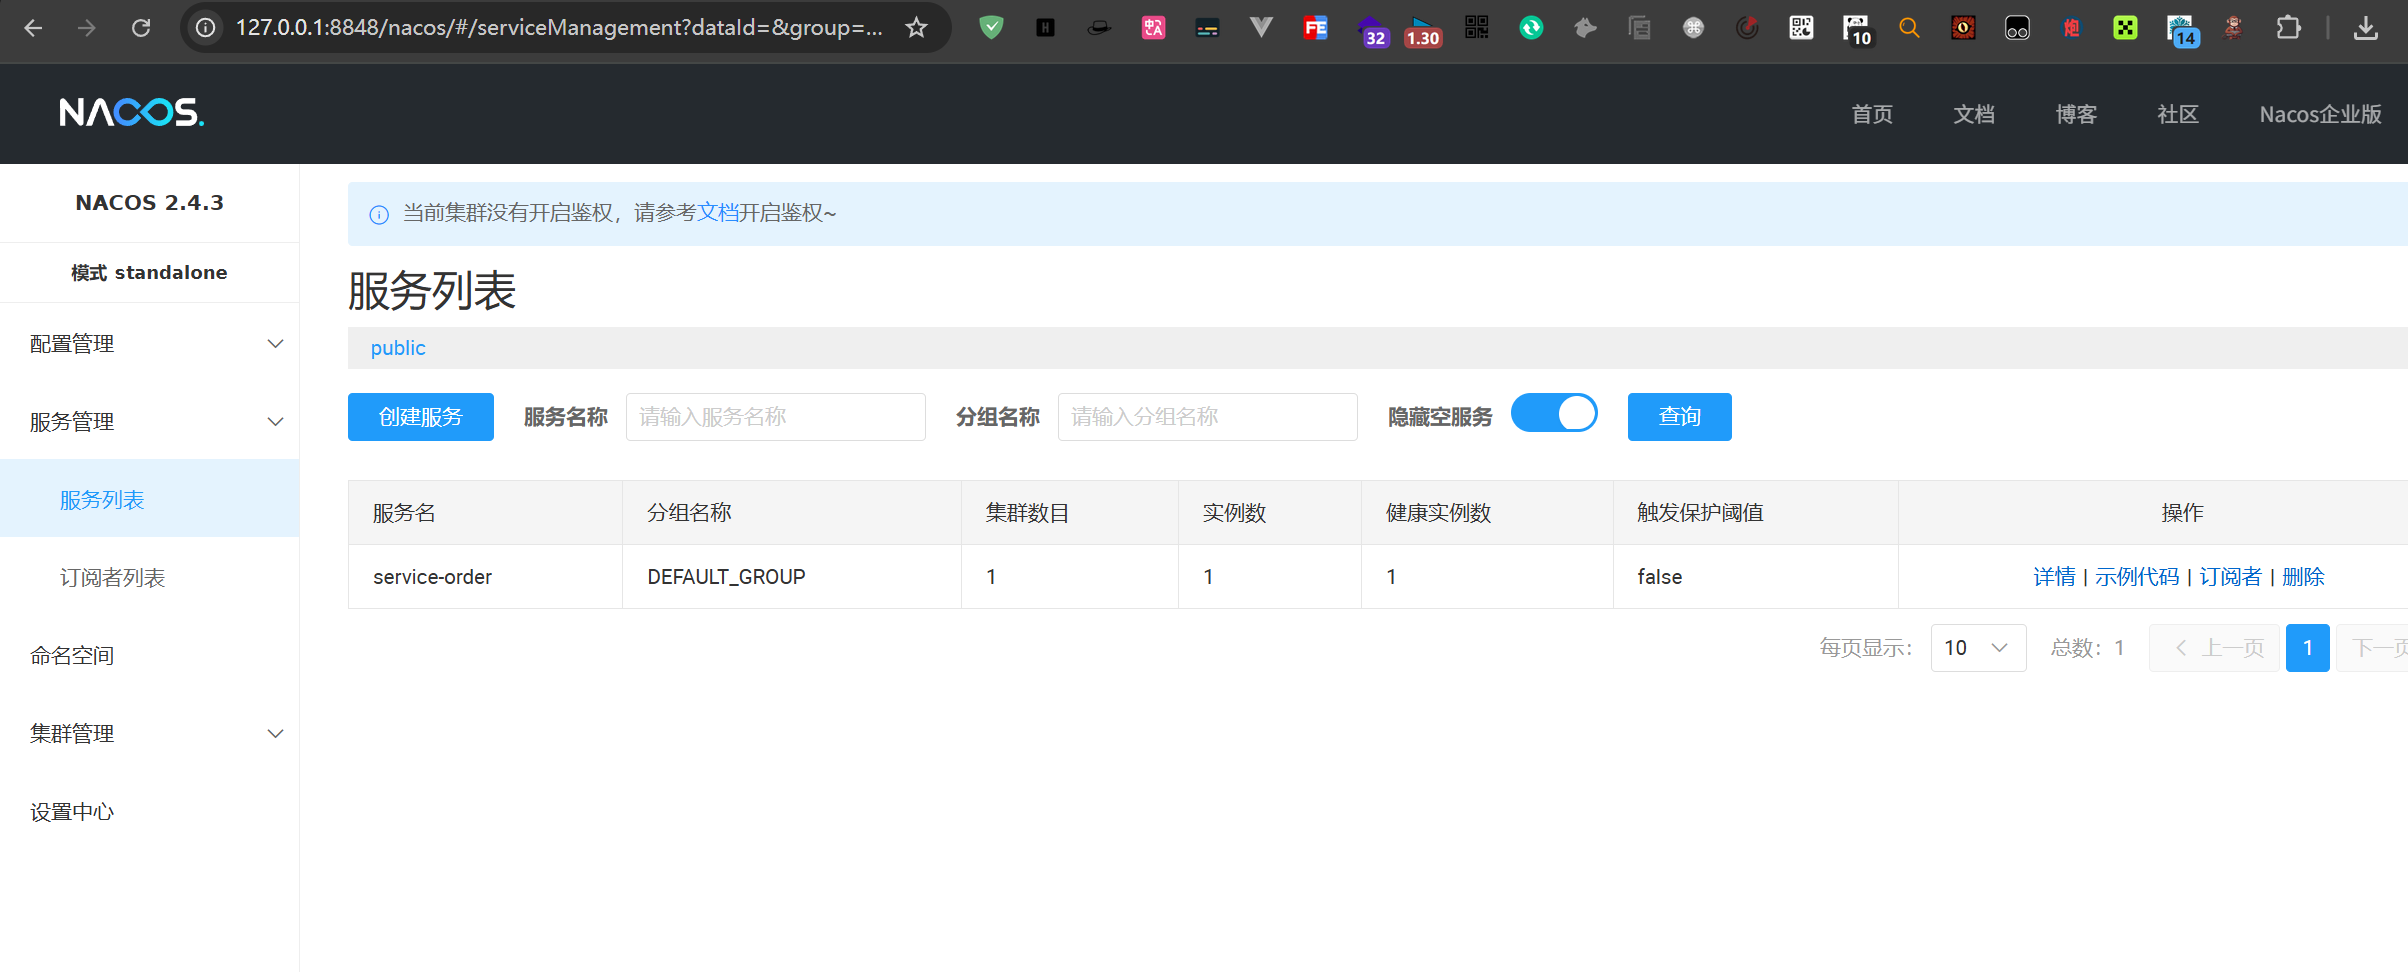 127.0.0.1:8848/nacos/#/serviceManagement?dataId=&group=...
H
中
A
FE
32
1.30
10
炮
14
NACOS.
首页 文档 博客 社区 Nacos企业版
NACOS 2.4.3
模式 standalone
配置管理
服务管理
服务列表
订阅者列表
命名空间
集群管理
设置中心
当前集群没有开启鉴权，请参考文档开启鉴权~
服务列表
public
创建服务 服务名称 请输入服务名称 分组名称 请输入分组名称 隐藏空服务 查询
服务名 分组名称 集群数目 实例数 健康实例数 触发保护阈值 操作
service-order DEFAULT_GROUP 1 1 1 false 详情 | 示例代码 | 订阅者 | 删除
每页显示： 10 总数：1 上一页 1 下一页